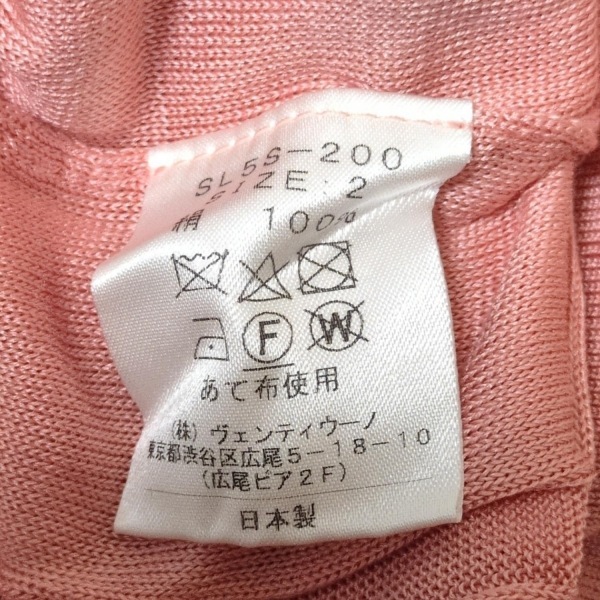 SL5S-200
SIZE:2
絹 100%
F W
あて布使用
(株) ヴェンティウーノ
東京都渋谷区広尾5-18-10
(広尾ピア2F)
日本製